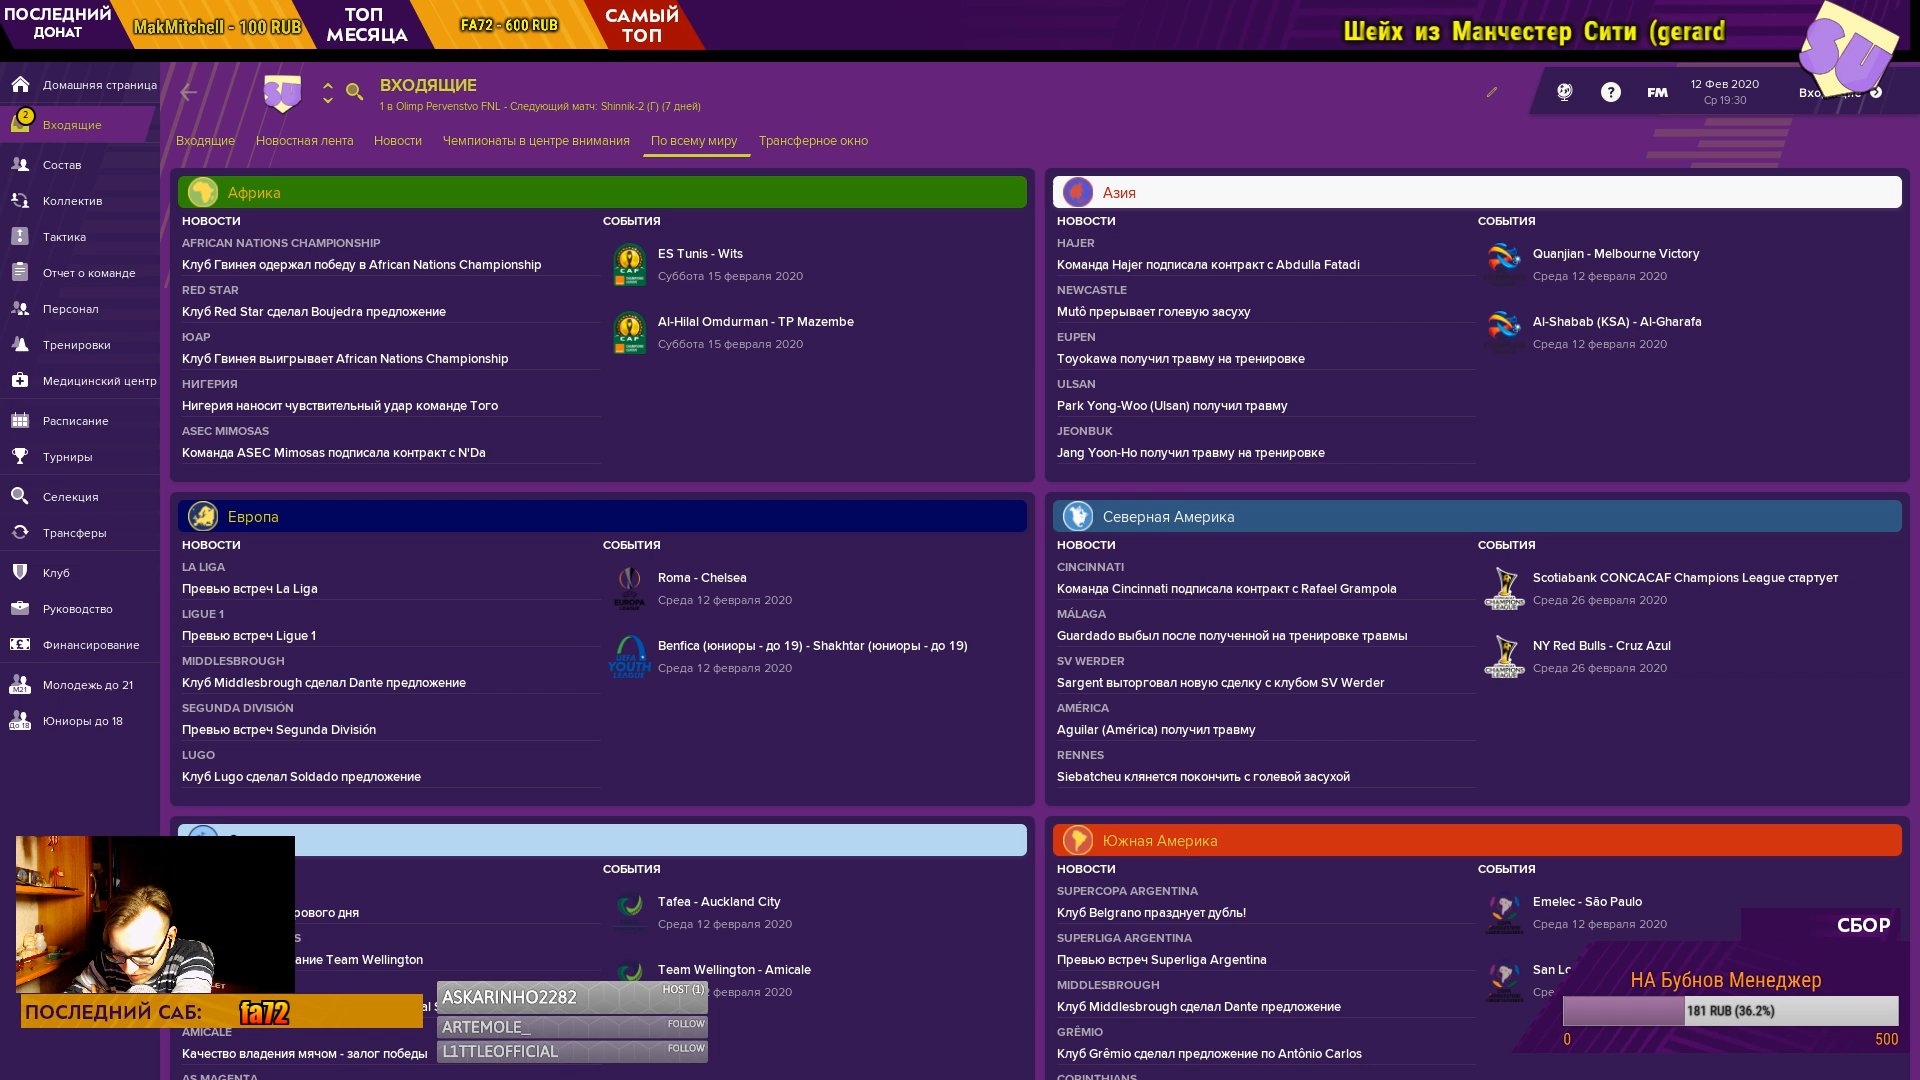 ПОСЛЕДНИЙ ДОНАТ
MakMitchell - 100 RUB
ТОП МЕСЯЦА
FA72 - 600 RUB
САМЫЙ ТОП
Шейх из Манчестер Сити (gerard
SU
ВХОДЯЩИЕ
1 в Olimp Pervenstvo FNL - Следующий матч: Shinnik-2 (Г) (7 дней)
FM
12 Фев 2020
Ср 19:30
Домашняя страница
2
Входящие
Состав
Коллектив
Тактика
Отчет о команде
Персонал
Тренировки
Медицинский центр
Расписание
Турниры
Селекция
Трансферы
Клуб
Руководство
Финансирование
M21
Молодежь до 21
До 18
Юниоры до 18
Входящие
Новостная лента
Новости
Чемпионаты в центре внимания
По всему миру
Трансферное окно
Африка
НОВОСТИ
AFRICAN NATIONS CHAMPIONSHIP
Клуб Гвинея одержал победу в African Nations Championship
RED STAR
Клуб Red Star сделал Boujedra предложение
ЮАР
Клуб Гвинея выигрывает African Nations Championship
НИГЕРИЯ
Нигерия наносит чувствительный удар команде Того
ASEC MIMOSAS
Команда ASEC Mimosas подписала контракт с N'Da
СОБЫТИЯ
ES Tunis - Wits
Суббота 15 февраля 2020
Al-Hilal Omdurman - TP Mazembe
Суббота 15 февраля 2020
Азия
НОВОСТИ
HAJER
Команда Hajer подписала контракт с Abdulla Fatadi
NEWCASTLE
Mutô прерывает голевую засуху
EUPEN
Toyokawa получил травму на тренировке
ULSAN
Park Yong-Woo (Ulsan) получил травму
JEONBUK
Jang Yoon-Ho получил травму на тренировке
СОБЫТИЯ
Quanjian - Melbourne Victory
Среда 12 февраля 2020
Al-Shabab (KSA) - Al-Gharafa
Среда 12 февраля 2020
Европа
НОВОСТИ
LA LIGA
Превью встреч La Liga
LIGUE 1
Превью встреч Ligue 1
MIDDLESBROUGH
Клуб Middlesbrough сделал Dante предложение
SEGUNDA DIVISIÓN
Превью встреч Segunda División
LUGO
Клуб Lugo сделал Soldado предложение
СОБЫТИЯ
Roma - Chelsea
Среда 12 февраля 2020
Benfica (юниоры - до 19) - Shakhtar (юниоры - до 19)
Среда 12 февраля 2020
Северная Америка
НОВОСТИ
CINCINNATI
Команда Cincinnati подписала контракт с Rafael Grampola
MÁLAGA
Guardado выбыл после полученной на тренировке травмы
SV WERDER
Sargent выторговал новую сделку с клубом SV Werder
AMÉRICA
Aguilar (América) получил травму
RENNES
Siebatcheu клянется покончить с голевой засухой
СОБЫТИЯ
Scotiabank CONCACAF Champions League стартует
Среда 26 февраля 2020
NY Red Bulls - Cruz Azul
Среда 26 февраля 2020
рового дня
S
ание Team Wellington
al S
AMICALE
Качество владения мячом - залог победы
AS MAGENTA
СОБЫТИЯ
Tafea - Auckland City
Среда 12 февраля 2020
Team Wellington - Amicale
2 февраля 2020
Южная Америка
НОВОСТИ
SUPERCOPA ARGENTINA
Клуб Belgrano празднует дубль!
SUPERLIGA ARGENTINA
Превью встреч Superliga Argentina
MIDDLESBROUGH
Клуб Middlesbrough сделал Dante предложение
GRÊMIO
Клуб Grêmio сделал предложение по Antônio Carlos
CORINTHIANS
СОБЫТИЯ
Emelec - São Paulo
Среда 12 февраля 2020
San Lo
Сре
ПОСЛЕДНИЙ САБ:
fa72
ASKARINHO2282
HOST (1)
ARTEMOLE_
FOLLOW
L1TTLEOFFICIAL
FOLLOW
СБОР
НА Бубнов Менеджер
181 RUB (36.2%)
0
500